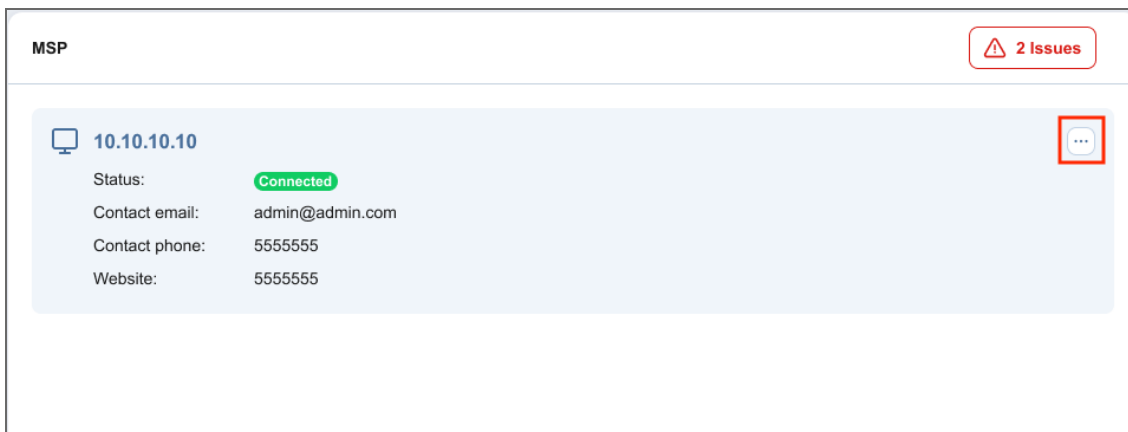 MSP
2 Issues
10.10.10.10
...
Status: Connected
Contact email: admin@admin.com
Contact phone: 5555555
Website: 5555555